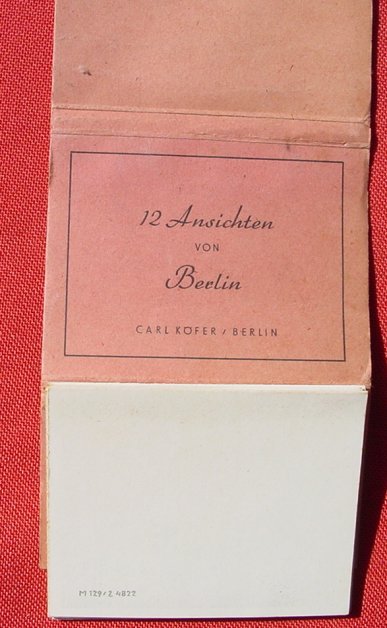 12 Ansichten
VON
Berlin
CARL KÖFER / BERLIN
M 129/Z 4822